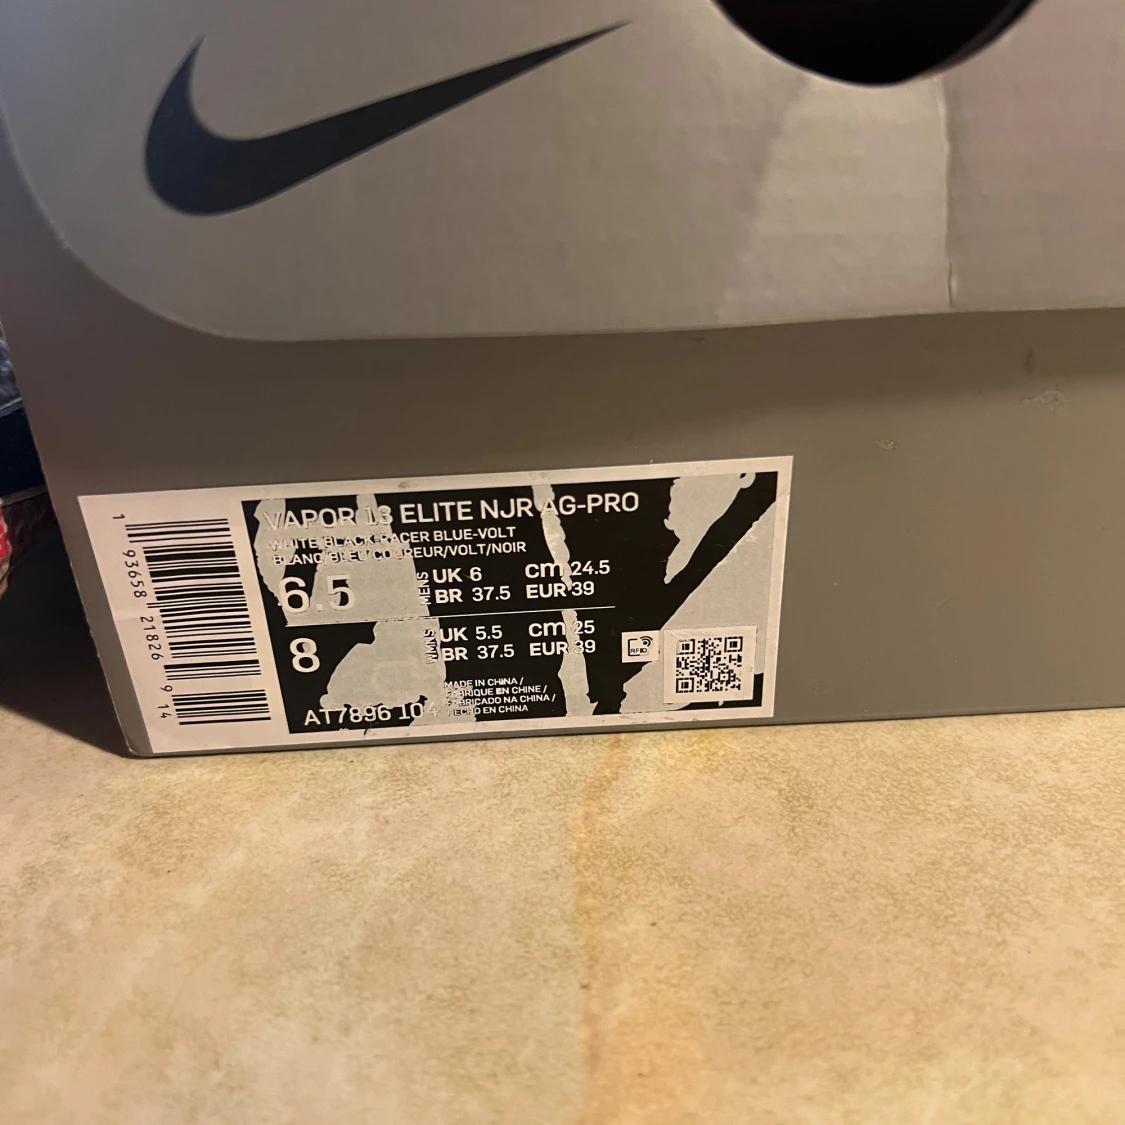 VAPOR 13 ELITE NJR AG-PRO
WHITE/BLACK-RACER BLUE-VOLT
BLANC/BLEU COUREUR/VOLT/NOIR
6.5 MENS UK 6 cm 24.5
BR 37.5 EUR 39
8 WMNS UK 5.5 cm 25
BR 37.5 EUR 39
RFID
MADE IN CHINA /
FABRIQUE EN CHINE /
FABRICADO NA CHINA /
HECHO EN CHINA
AT7896 104
1 93658 21826 9 14